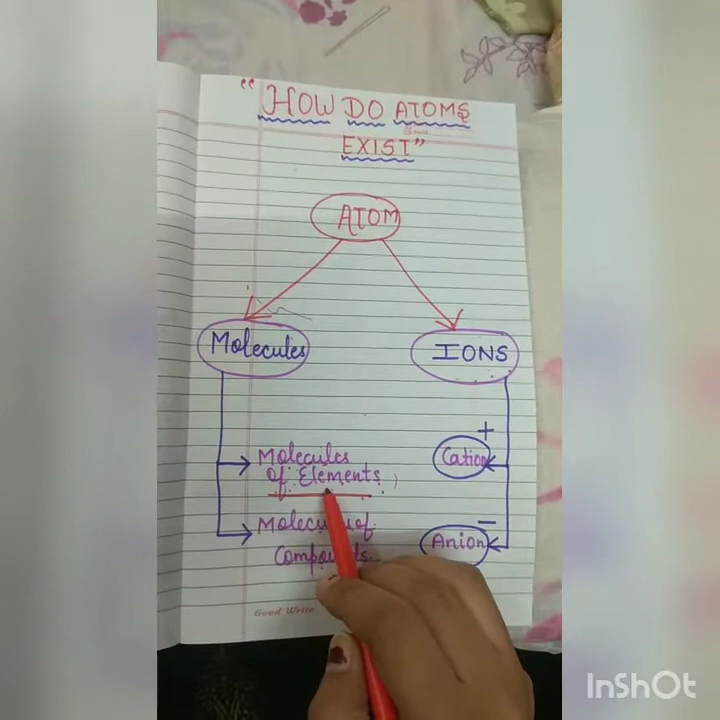 "HOW DO ATOMS
EXIST"
ATOM
Molecules
IONS
Molecules
of Elements
Molecules of
Compounds
+
Cation
−
Anion
Good Write
InShOt